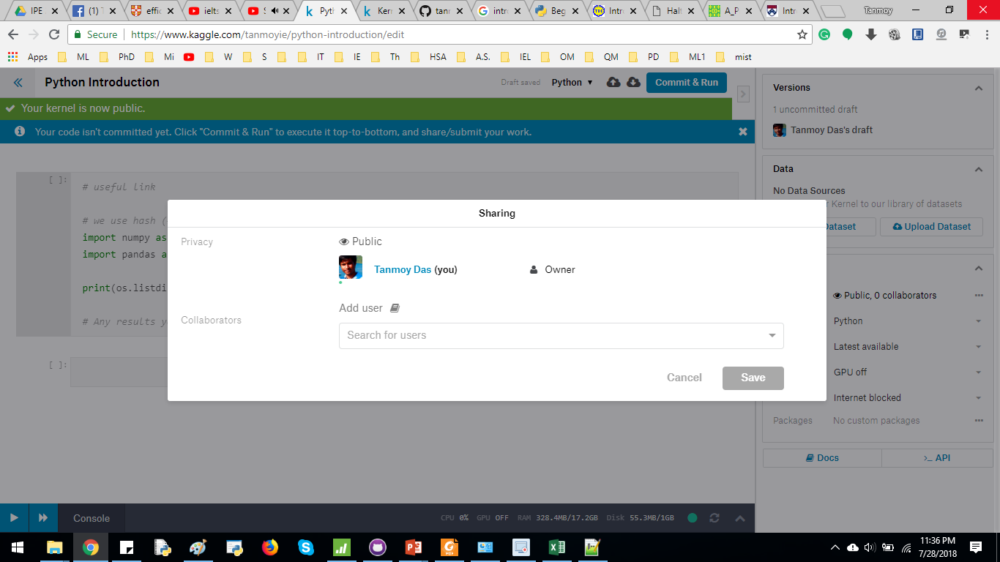 IPE
(1) T
effic
ielts
S
Pyth
Kern
tanm
intro
Beg
Intro
Half
A_P
Intr
Tanmoy
Secure
https://www.kaggle.com/tanmoyie/python-introduction/edit
Apps ML PhD Mi W S IT IE Th HSA A.S. IEL OM QM PD ML1 mist
Python Introduction
Draft saved
Python
Commit & Run
Your kernel is now public.
Your code isn't committed yet. Click "Commit & Run" to execute it top-to-bottom, and share/submit your work.
[ ]:
# useful link
# we use hash (
import numpy as
import pandas a
print(os.listdi
# Any results y
[ ]:
Sharing
Privacy
Public
Tanmoy Das (you)
Owner
Collaborators
Add user
Search for users
Cancel
Save
Versions
1 uncommitted draft
Tanmoy Das's draft
Data
No Data Sources
r Kernel to our library of datasets
Dataset
Upload Dataset
Public, 0 collaborators
Python
Latest available
GPU off
Internet blocked
Packages
No custom packages
Docs
API
Console
CPU 0% GPU OFF RAM 328.4MB/17.2GB Disk 55.3MB/1GB
11:36 PM
7/28/2018